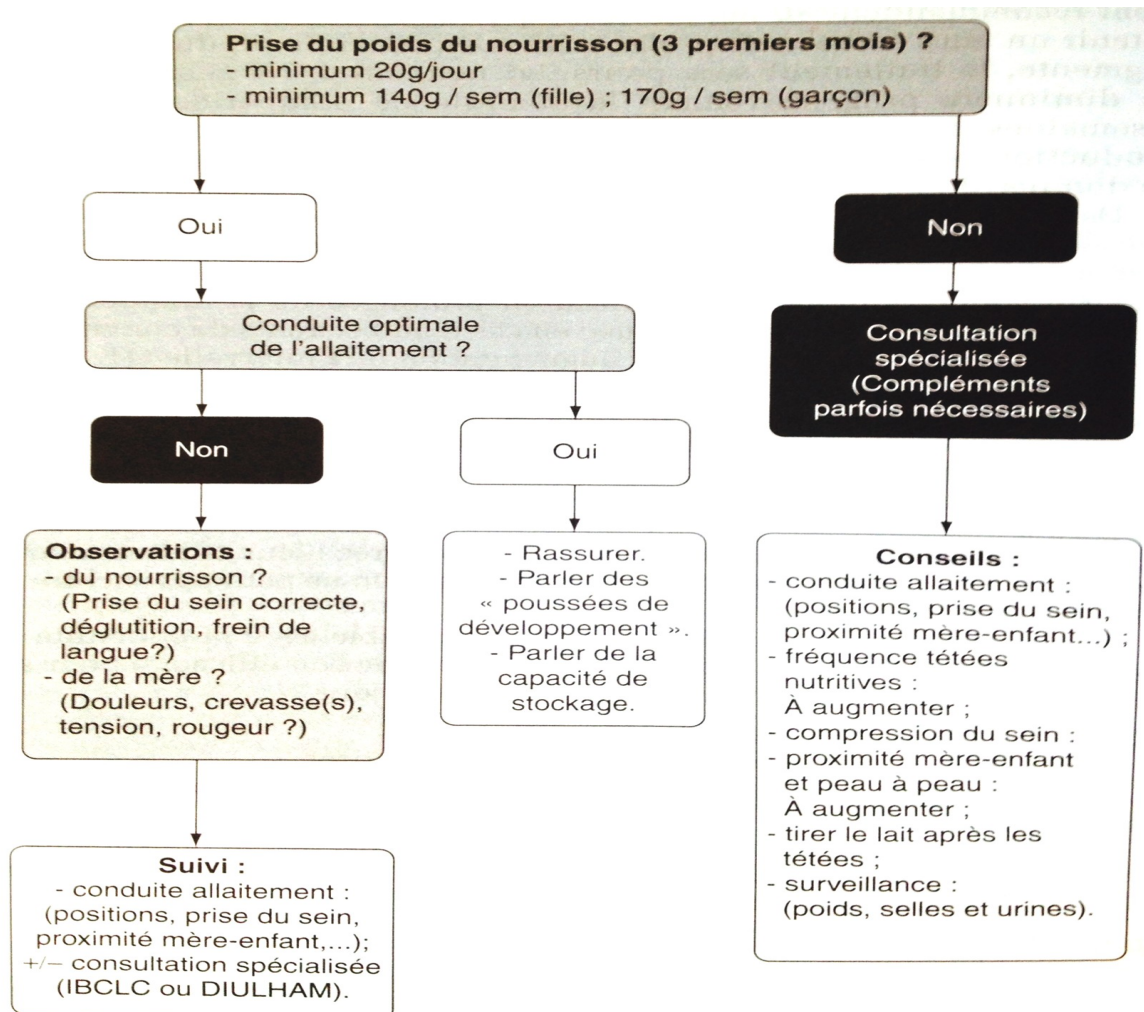 Prise du poids du nourrisson (3 premiers mois) ?
- minimum 20g/jour
- minimum 140g / sem (fille) ; 170g / sem (garçon)
Oui
Non
Conduite optimale
de l'allaitement ?
Consultation
spécialisée
(Compléments
parfois nécessaires)
Non
Oui
Observations :
- du nourrisson ?
(Prise du sein correcte,
déglutition, frein de
langue?)
- de la mère ?
(Douleurs, crevasse(s),
tension, rougeur ?)
- Rassurer.
- Parler des
« poussées de
développement ».
- Parler de la
capacité de
stockage.
Conseils :
- conduite allaitement :
(positions, prise du sein,
proximité mère-enfant...) ;
- fréquence tétées
nutritives :
À augmenter ;
- compression du sein :
- proximité mère-enfant
et peau à peau :
À augmenter ;
- tirer le lait après les
tétées ;
- surveillance :
(poids, selles et urines).
Suivi :
- conduite allaitement :
(positions, prise du sein,
proximité mère-enfant,...);
+/− consultation spécialisée
(IBCLC ou DIULHAM).